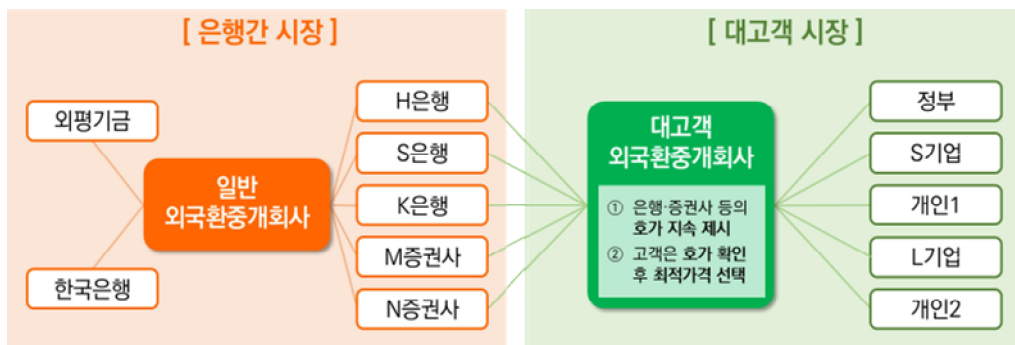 [ 은행간 시장 ]
외평기금
한국은행
일반
외국환중개회사
H은행
S은행
K은행
M증권사
N증권사
[ 대고객 시장 ]
대고객
외국환중개회사
① 은행·증권사 등의
호가 지속 제시
② 고객은 호가 확인
후 최적가격 선택
정부
S기업
개인1
L기업
개인2